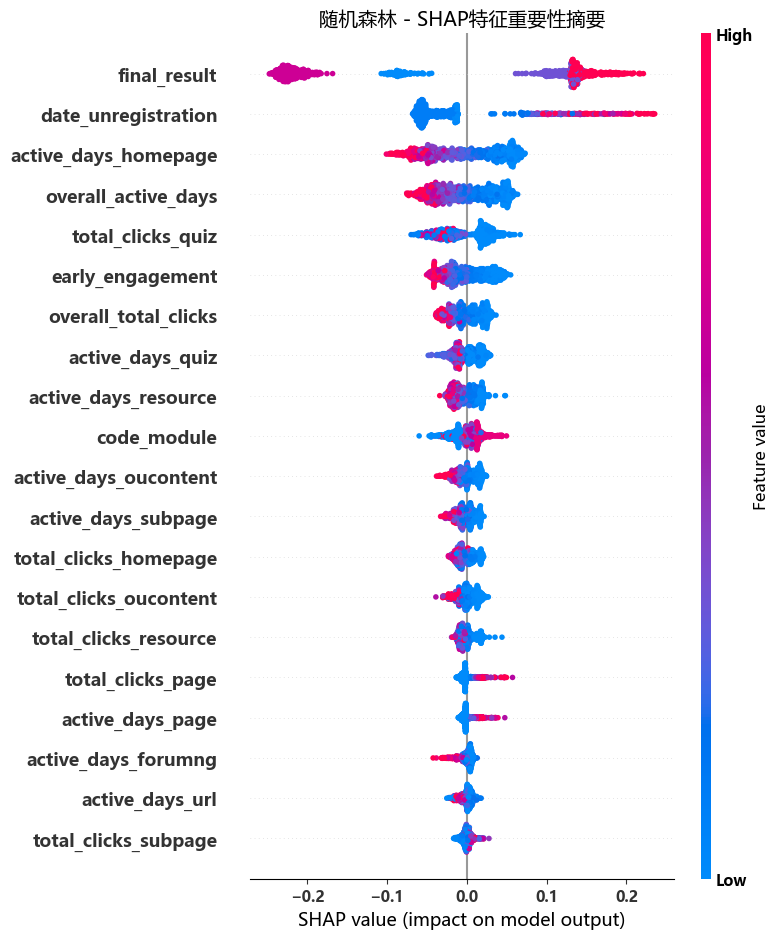 随机森林 - SHAP特征重要性摘要
High
final_result
date_unregistration
active_days_homepage
overall_active_days
total_clicks_quiz
early_engagement
overall_total_clicks
active_days_quiz
active_days_resource
code_module
active_days_oucontent
active_days_subpage
total_clicks_homepage
total_clicks_oucontent
total_clicks_resource
total_clicks_page
active_days_page
active_days_forumng
active_days_url
total_clicks_subpage
Feature value
Low
−0.2 −0.1 0.0 0.1 0.2
SHAP value (impact on model output)